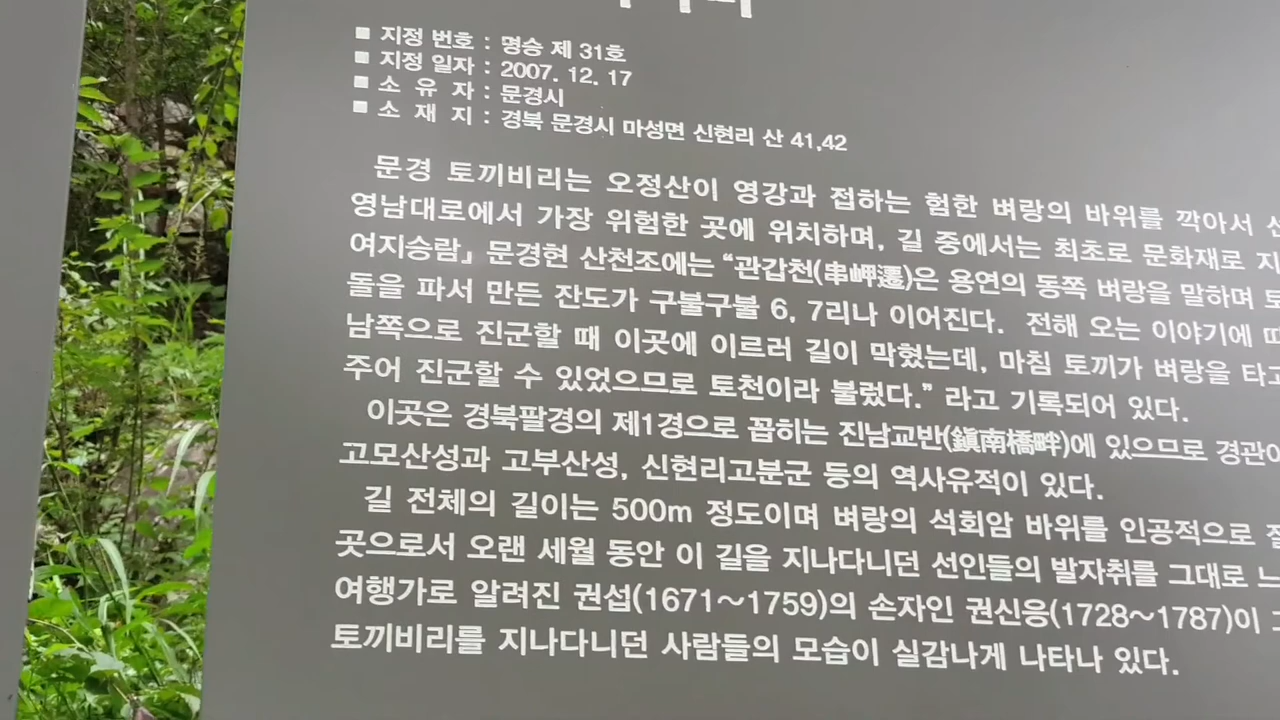 ■ 지정 번호 : 명승 제 31호
■ 지정 일자 : 2007. 12. 17
■ 소 유 자 : 문경시
■ 소 재 지 : 경북 문경시 마성면 신현리 산 41,42
문경 토끼비리는 오정산이 영강과 접하는 험한 벼랑의 바위를 깍아서
영남대로에서 가장 위험한 곳에 위치하며, 길 중에서는 최초로 문화재로
여지승람」 문경현 산천조에는 “관갑천(串岬遷)은 용연의 동쪽 벼랑을 말하며
돌을 파서 만든 잔도가 구불구불 6, 7리나 이어진다. 전해 오는 이야기에
남쪽으로 진군할 때 이곳에 이르러 길이 막혔는데, 마침 토끼가 벼랑을
주어 진군할 수 있었으므로 토천이라 불렀다.” 라고 기록되어 있다.
이곳은 경북팔경의 제1경으로 꼽히는 진남교반(鎭南橋畔)에 있으므로
고모산성과 고부산성, 신현리고분군 등의 역사유적이 있다.
길 전체의 길이는 500m 정도이며 벼랑의 석회암 바위를 인공적으로
곳으로서 오랜 세월 동안 이 길을 지나다니던 선인들의 발자취를 그대로
여행가로 알려진 권섭(1671~1759)의 손자인 권신응(1728~1787)이
토끼비리를 지나다니던 사람들의 모습이 실감나게 나타나 있다.